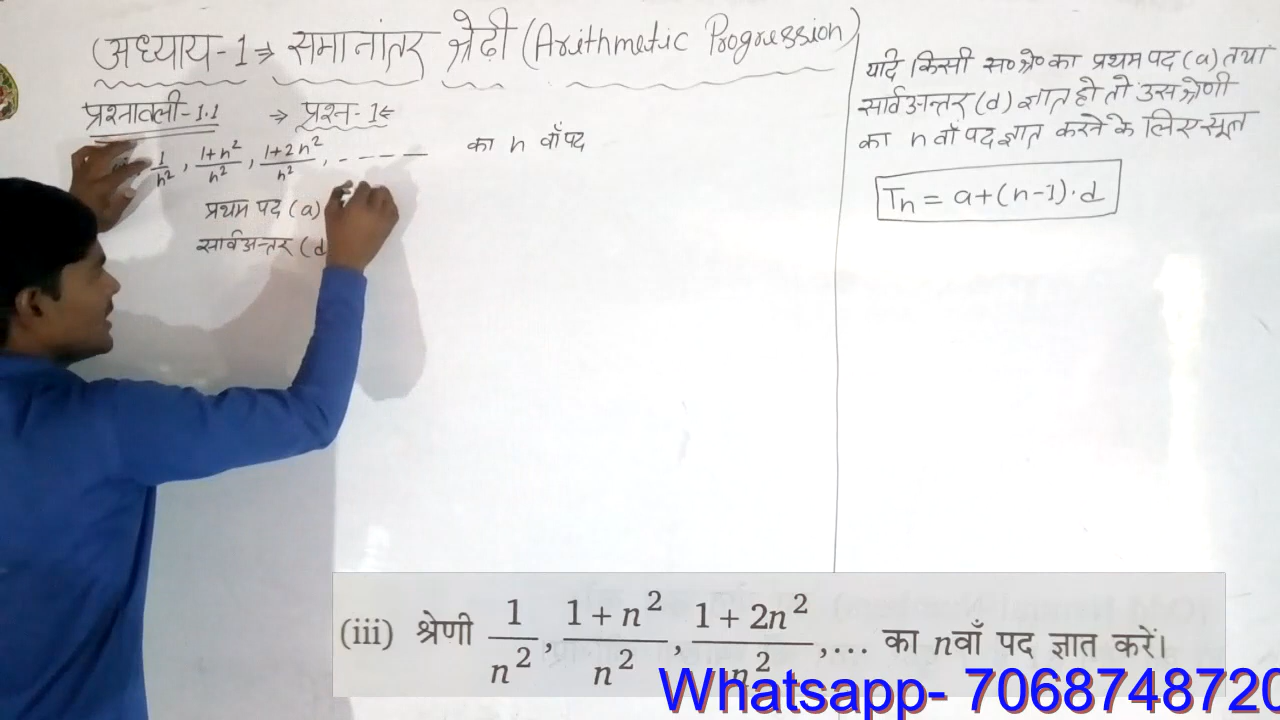 (अध्याय-1⇒ समानांतर श्रेढ़ी (Arithmetic Progression)
प्रश्नावली-1.1 ⇒ प्रश्न-1⇐
1/n², 1+n²/n², 1+2n²/n², ---- का n वाँ पद
प्रथम पद (a)
सार्वअन्तर (d
यदि किसी स०श्रे० का प्रथम पद (a) तथा
सार्वअन्तर (d) ज्ञात हो तो उस श्रेणी
का n वाँ पद ज्ञात करने के लिए सूत्र
Tn = a+(n-1)·d
(iii) श्रेणी 1/n², 1+n²/n², 1+2n²/n²,... का nवाँ पद ज्ञात करें।
Whatsapp- 7068748720